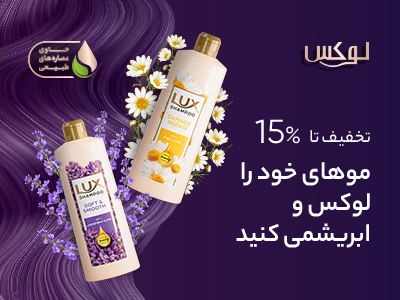 لوکس
حاوی
عصاره‌های
طبیعی
تخفیف تا 15%
موهای خود را
لوکس و
ابریشمی کنید
LUX
SHAMPOO
DAMAGE
REPAIR
LUX
SHAMPOO
SOFT &
SMOOTH